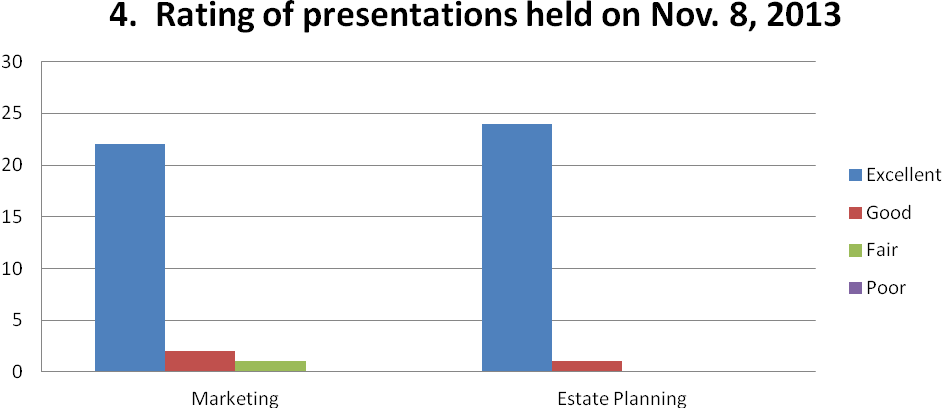 4. Rating of presentations held on Nov. 8, 2013
30
25
20
15
10
5
0
Marketing
Estate Planning
Excellent
Good
Fair
Poor